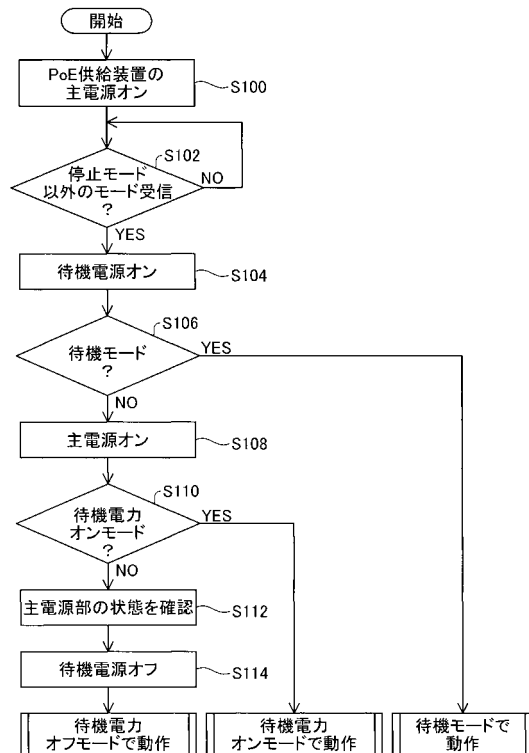 開始
PoE供給装置の
主電源オン
S100
S102
停止モード
以外のモード受信
?
NO
YES
待機電源オン
S104
S106
待機モード
?
YES
NO
主電源オン
S108
S110
待機電力
オンモード
?
YES
NO
主電源部の状態を確認
S112
待機電源オフ
S114
待機電力
オフモードで動作
待機電力
オンモードで動作
待機モードで
動作